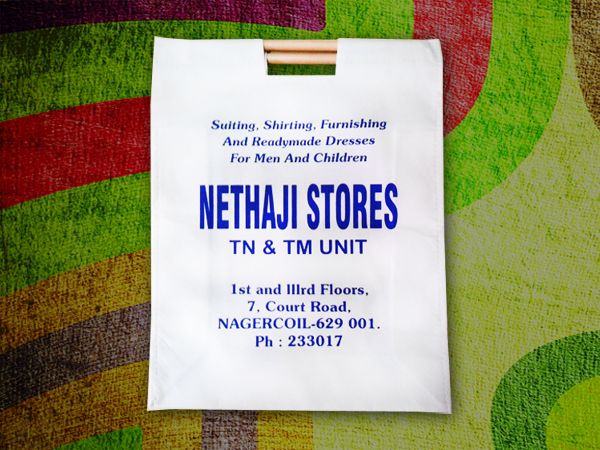 Suiting, Shirting, Furnishing
And Readymade Dresses
For Men And Children
NETHAJI STORES
TN & TM UNIT
1st and IIIrd Floors,
7, Court Road,
NAGERCOIL-629 001.
Ph : 233017